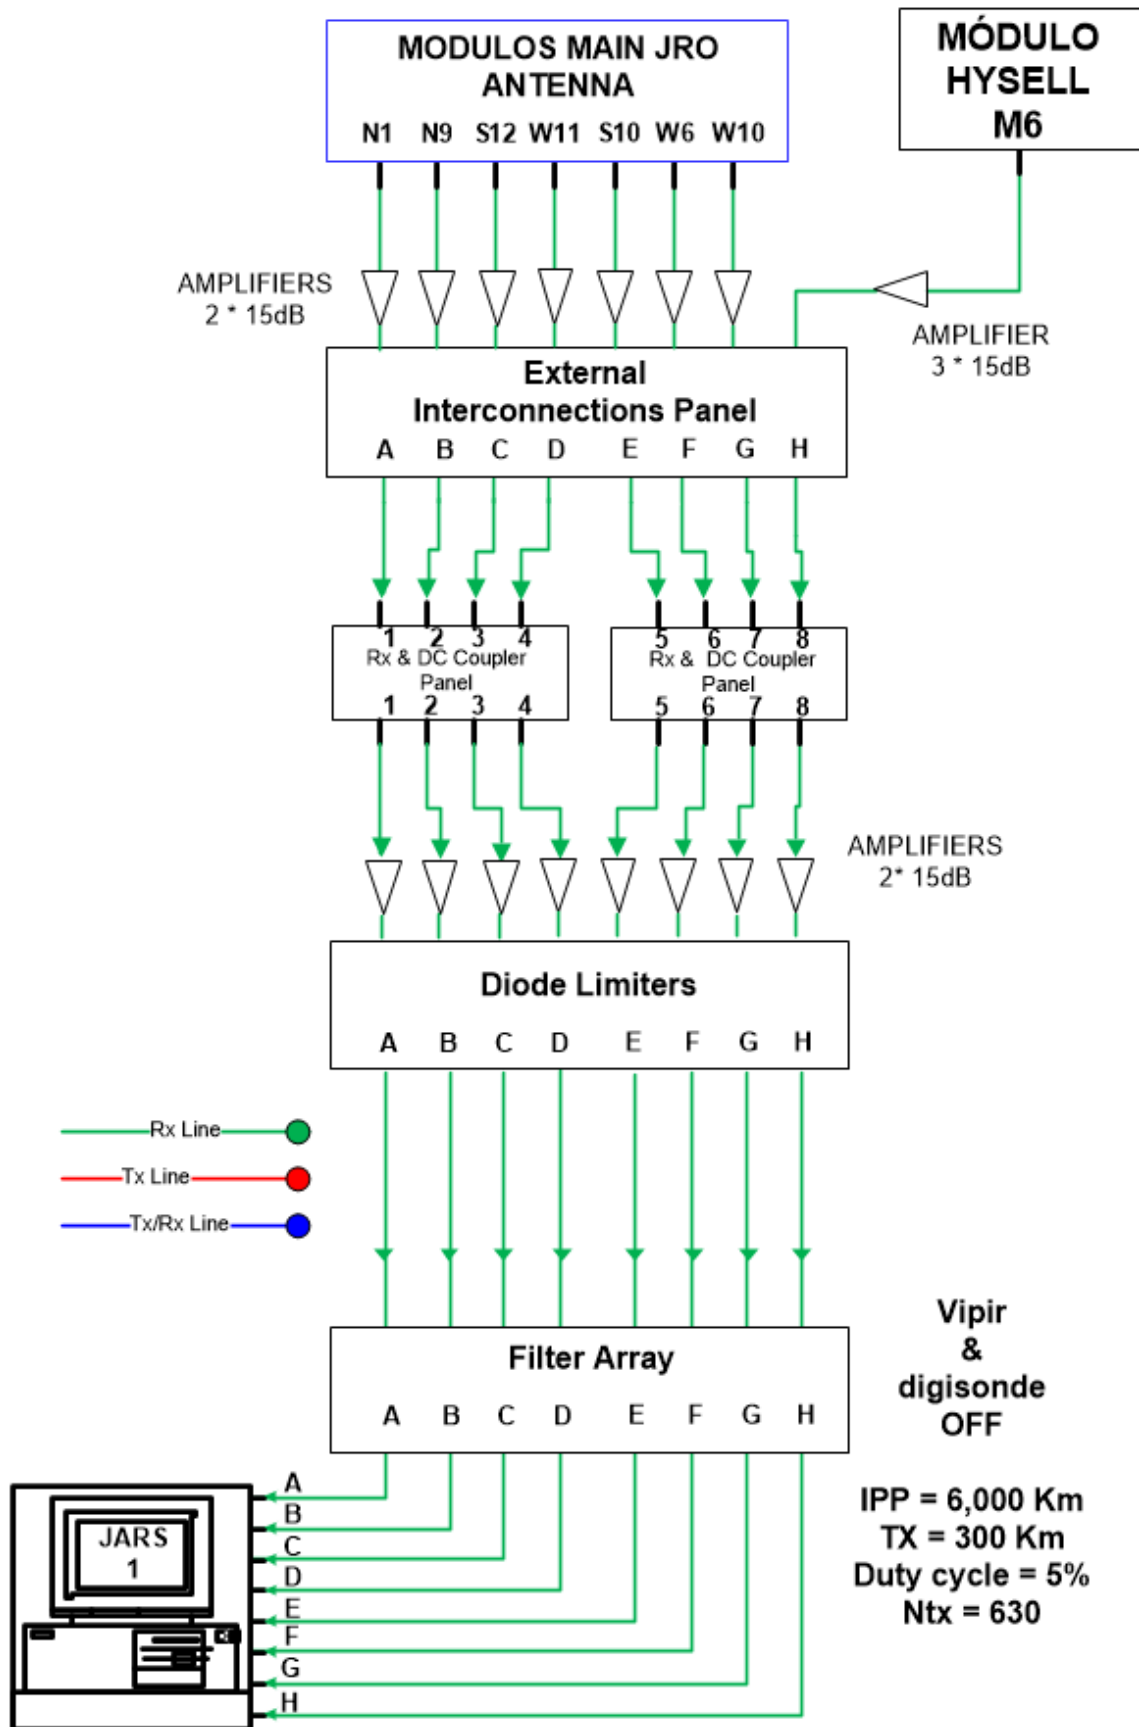 MODULOS MAIN JRO
ANTENNA
N1 N9 S12 W11 S10 W6 W10
MÓDULO
HYSELL
M6
AMPLIFIERS
2 * 15dB
AMPLIFIER
3 * 15dB
External
Interconnections Panel
A B C D E F G H
1 2 3 4
Rx & DC Coupler
Panel
1 2 3 4
5 6 7 8
Rx & DC Coupler
Panel
5 6 7 8
AMPLIFIERS
2* 15dB
Diode Limiters
A B C D E F G H
Rx Line
Tx Line
Tx/Rx Line
Filter Array
A B C D E F G H
Vipir
&
digisonde
OFF
IPP = 6,000 Km
TX = 300 Km
Duty cycle = 5%
Ntx = 630
JARS
1
A
B
C
D
E
F
G
H